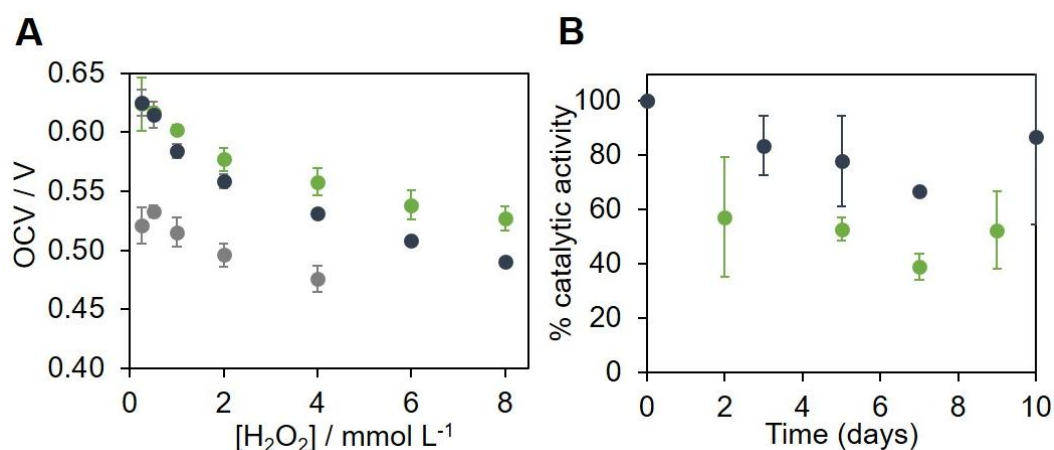 A
B
OCV / V
0.65
0.60
0.55
0.50
0.45
0.40
0 2 4 6 8
[H₂O₂] / mmol L⁻¹
% catalytic activity
100
80
60
40
20
0
0 2 4 6 8 10
Time (days)